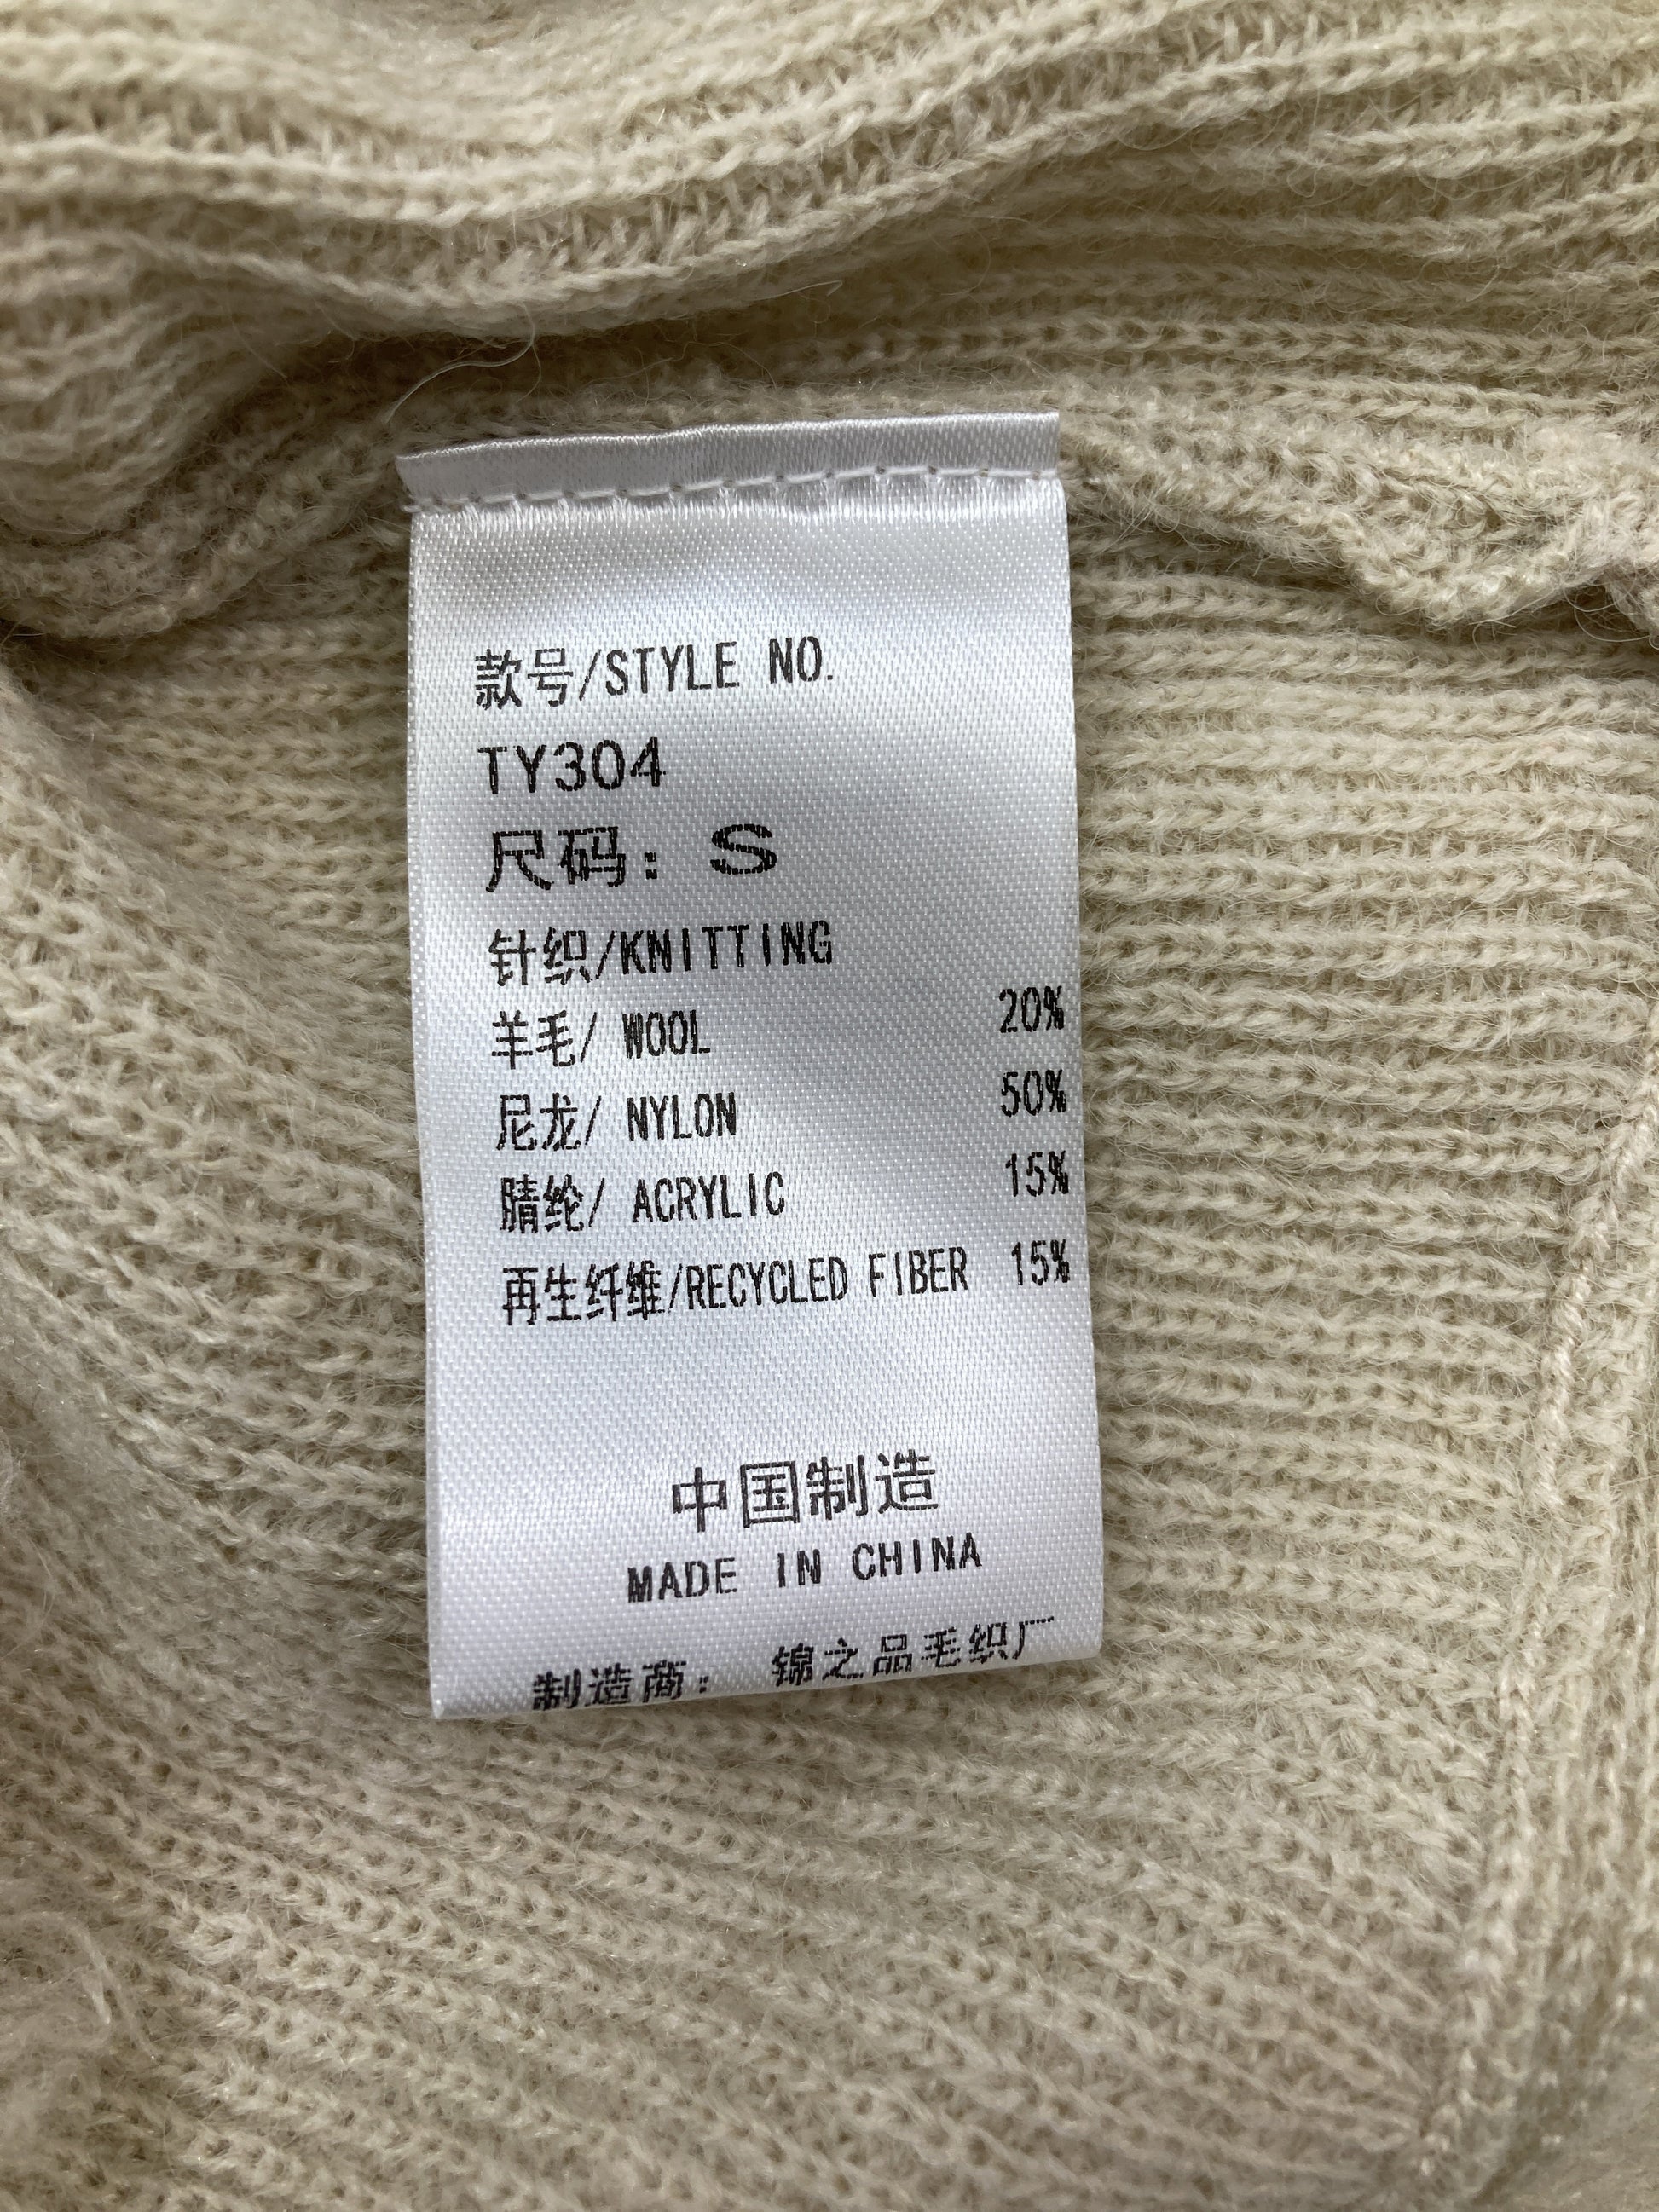 款号/STYLE NO.
TY304
尺码: S
针织/KNITTING
羊毛/ WOOL 20%
尼龙/ NYLON 50%
腈纶/ ACRYLIC 15%
再生纤维/RECYCLED FIBER 15%
中国制造
MADE IN CHINA
制造商: 锦之品毛织厂